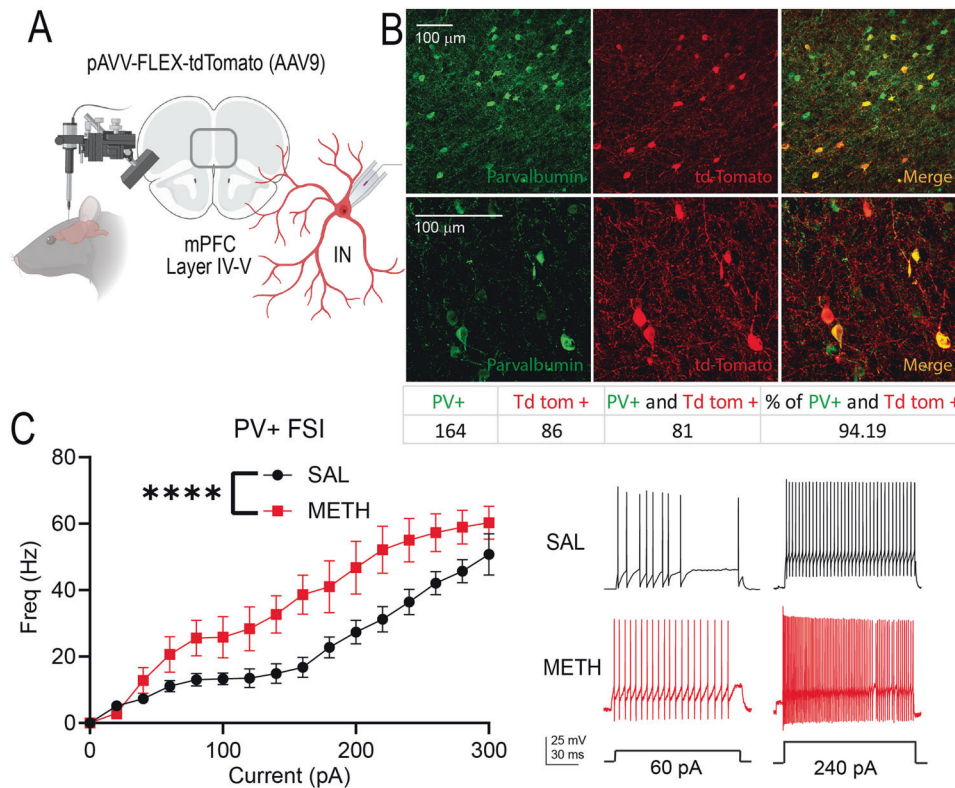 A
pAVV-FLEX-tdTomato (AAV9)
mPFC
Layer IV-V
IN
B
100 μm
Parvalbumin
td-Tomato
Merge
100 μm
Parvalbumin
td-Tomato
Merge
PV+ Td tom + PV+ and Td tom + % of PV+ and Td tom +
164 86 81 94.19
C
PV+ FSI
80
60
40
20
0
Freq (Hz)
****
SAL
METH
0 100 200 300
Current (pA)
SAL
METH
25 mV
30 ms
60 pA
240 pA